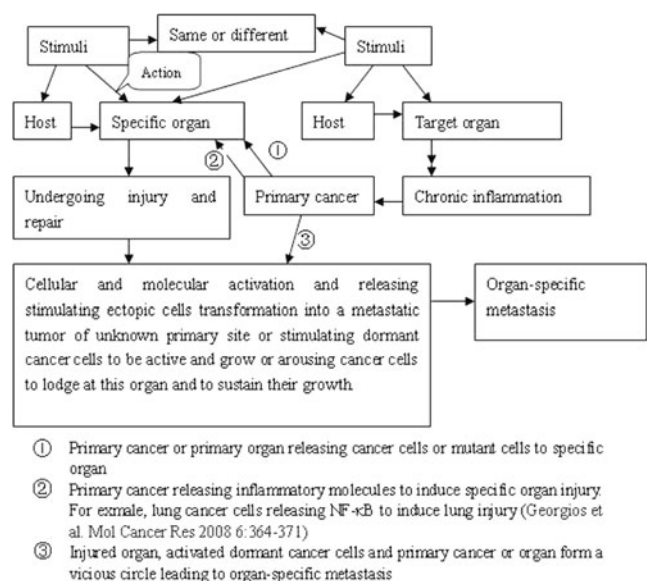 Stimuli
Same or different
Stimuli
Action
Host
Specific organ
Host
Target organ
①
②
Undergoing injury and
repair
Primary cancer
Chronic inflammation
③
Cellular and molecular activation and releasing
stimulating ectopic cells transformation into a metastatic
tumor of unknown primary site or stimulating dormant
cancer cells to be active and grow or arousing cancer cells
to lodge at this organ and to sustain their growth.
Organ-specific
metastasis
① Primary cancer or primary organ releasing cancer cells or mutant cells to specific
organ
② Primary cancer releasing inflammatory molecules to induce specific organ injury.
For exmale, lung cancer cells releasing NF-κB to induce lung injury (Georgios et
al. Mol Cancer Res 2008 6:364-371)
③ Injured organ, activated dormant cancer cells and primary cancer or organ form a
vicious circle leading to organ-specific metastasis